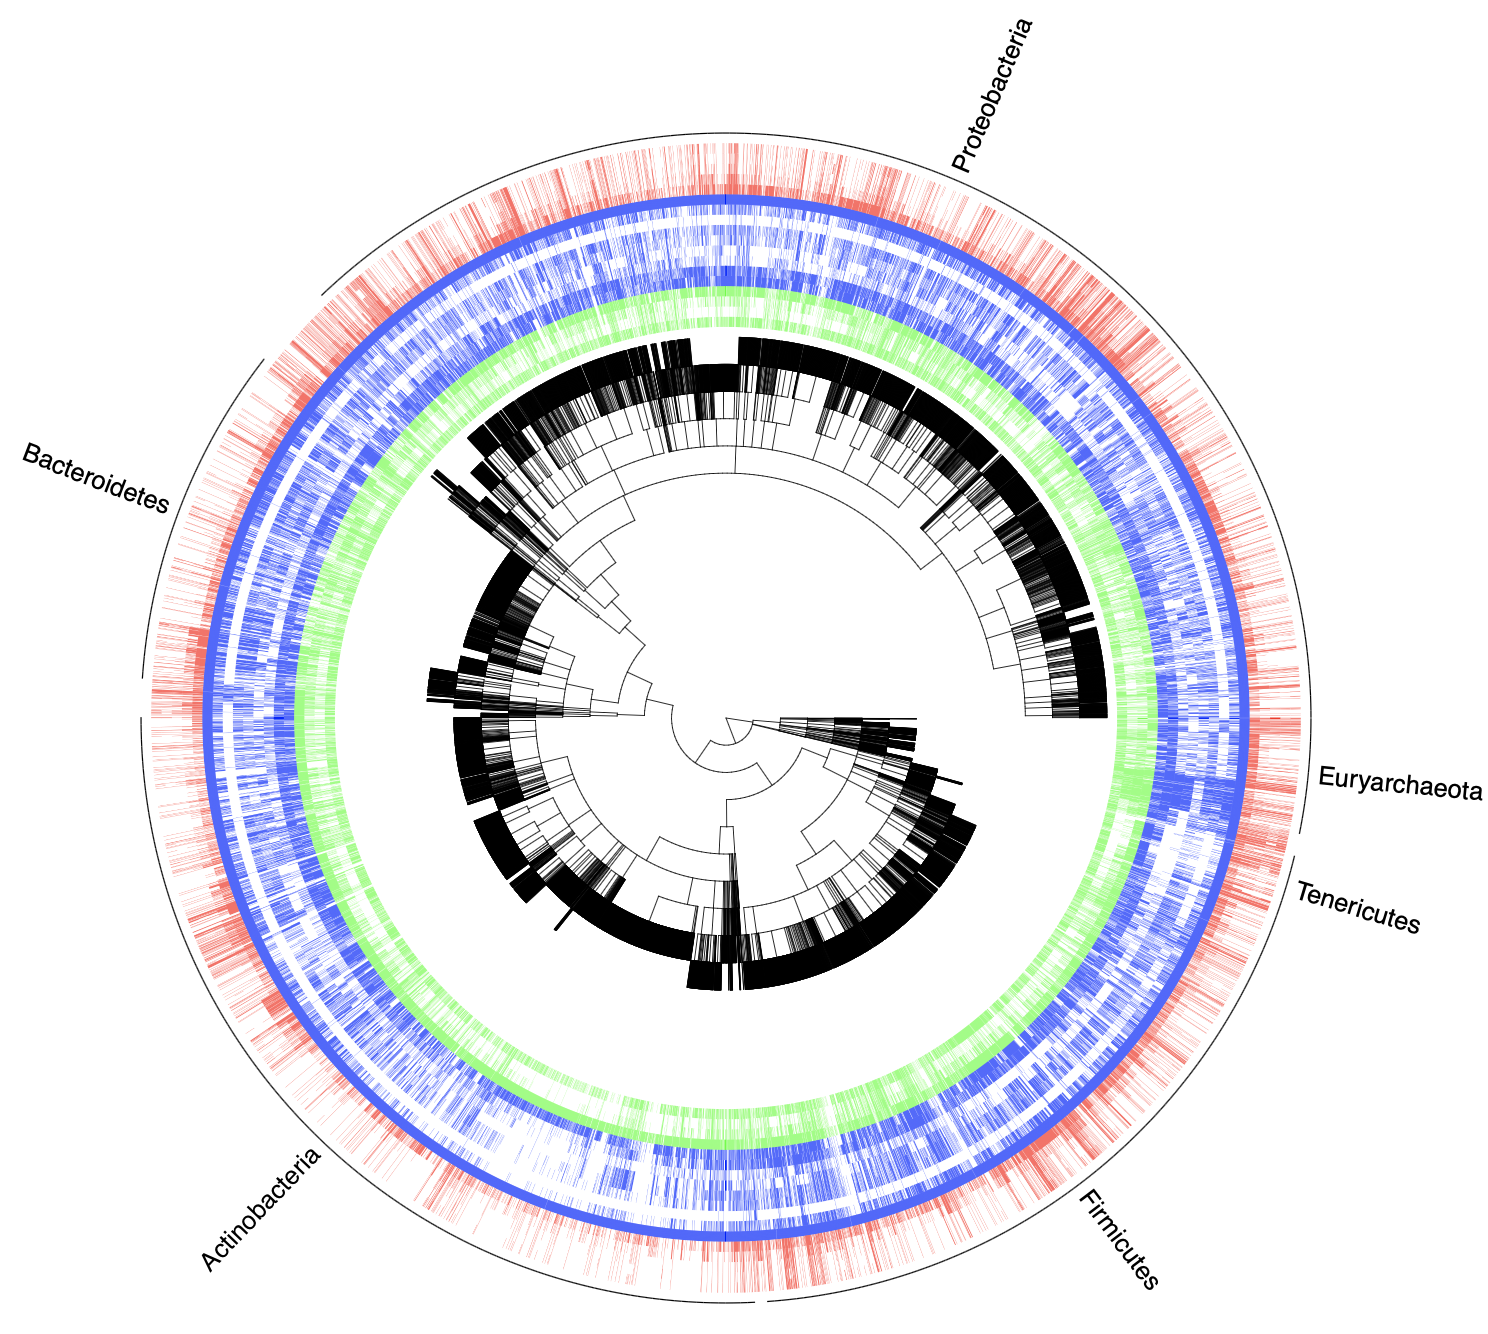 Proteobacteria
Bacteroidetes
Euryarchaeota
Tenericutes
Actinobacteria
Firmicutes